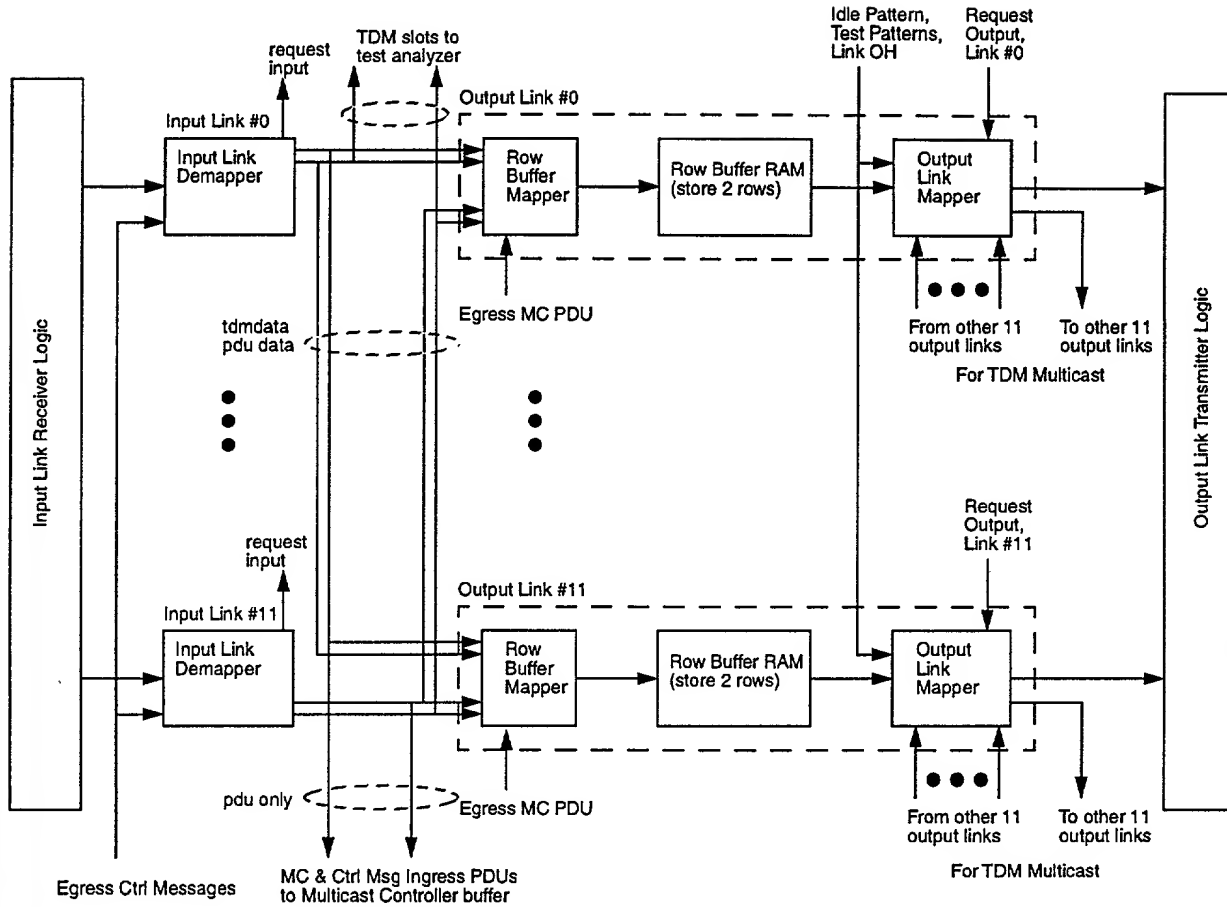 Idle Pattern,
Test Patterns,
Link OH
Request
Output,
Link #0
TDM slots to
test analyzer
request
input
Output Link #0
Input Link #0
Input Link
Demapper
Row
Buffer
Mapper
Row Buffer RAM
(store 2 rows)
Output
Link
Mapper
Egress MC PDU
From other 11
output links
To other 11
output links
For TDM Multicast
tdmdata
pdu data
Input Link Receiver Logic
Output Link Transmitter Logic
request
input
Request
Output,
Link #11
Output Link #11
Input Link #11
Input Link
Demapper
Row
Buffer
Mapper
Row Buffer RAM
(store 2 rows)
Output
Link
Mapper
pdu only
Egress MC PDU
From other 11
output links
To other 11
output links
For TDM Multicast
Egress Ctrl Messages
MC & Ctrl Msg Ingress PDUs
to Multicast Controller buffer